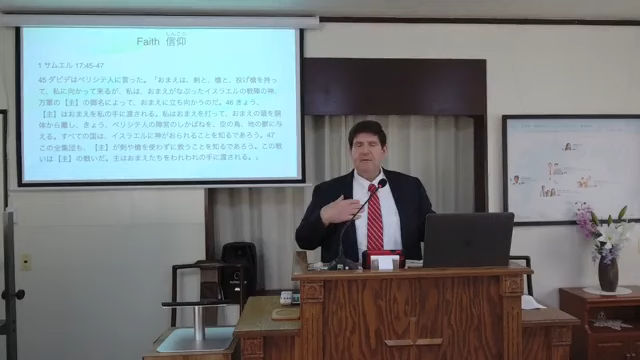 Faith 信仰
しんこう
1 サムエル 17:45-47
45 ダビデはペリシテ人に言った。「おまえは、剣と、槍と、投げ槍を持っ
て、私に向かって来るが、私は、おまえがなぶったイスラエルの戦陣の神、
万軍の【主】の御名によって、おまえに立ち向かうのだ。46 きょう、
【主】はおまえを私の手に渡される。私はおまえを打って、おまえの頭を胴
体から離し、きょう、ペリシテ人の陣営のしかばねを、空の鳥、地の獣に与
える。すべての国は、イスラエルに神がおられることを知るであろう。47
この全集団も、【主】が剣や槍を使わずに救うことを知るであろう。この戦
いは【主】の戦いだ。主はおまえたちをわれわれの手に渡される。」